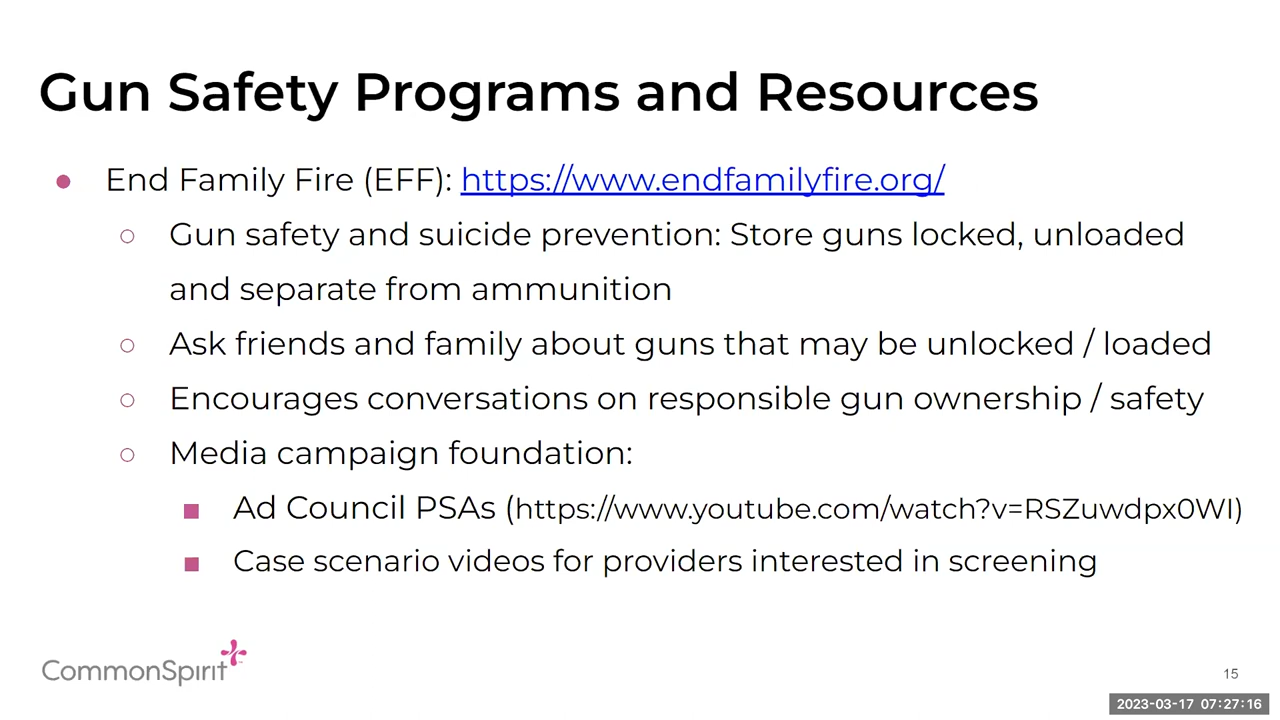 Gun Safety Programs and Resources
● End Family Fire (EFF): https://www.endfamilyfire.org/
○ Gun safety and suicide prevention: Store guns locked, unloaded
and separate from ammunition
○ Ask friends and family about guns that may be unlocked / loaded
○ Encourages conversations on responsible gun ownership / safety
○ Media campaign foundation:
■ Ad Council PSAs (https://www.youtube.com/watch?v=RSZuwdpx0WI)
■ Case scenario videos for providers interested in screening
CommonSpirit
15
2023-03-17 07:27:16